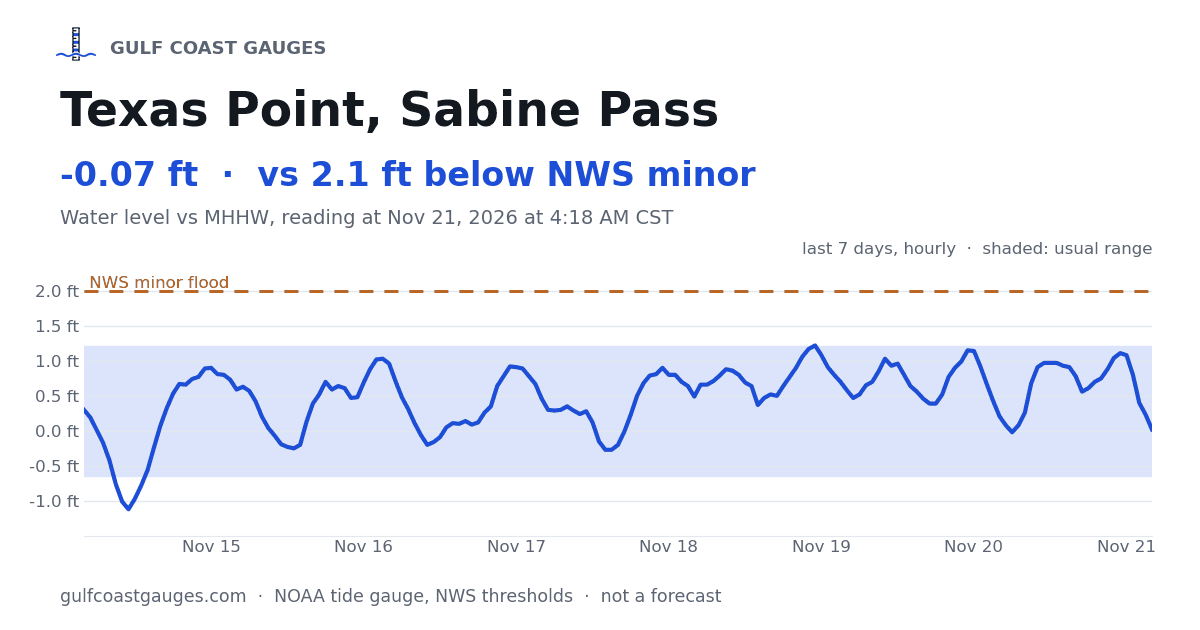 GULF COAST GAUGES
Texas Point, Sabine Pass
-0.07 ft · vs 2.1 ft below NWS minor
Water level vs MHHW, reading at Nov 21, 2026 at 4:18 AM CST
last 7 days, hourly · shaded: usual range
NWS minor flood
2.0 ft
1.5 ft
1.0 ft
0.5 ft
0.0 ft
-0.5 ft
-1.0 ft
Nov 15 Nov 16 Nov 17 Nov 18 Nov 19 Nov 20 Nov 21
gulfcoastgauges.com · NOAA tide gauge, NWS thresholds · not a forecast